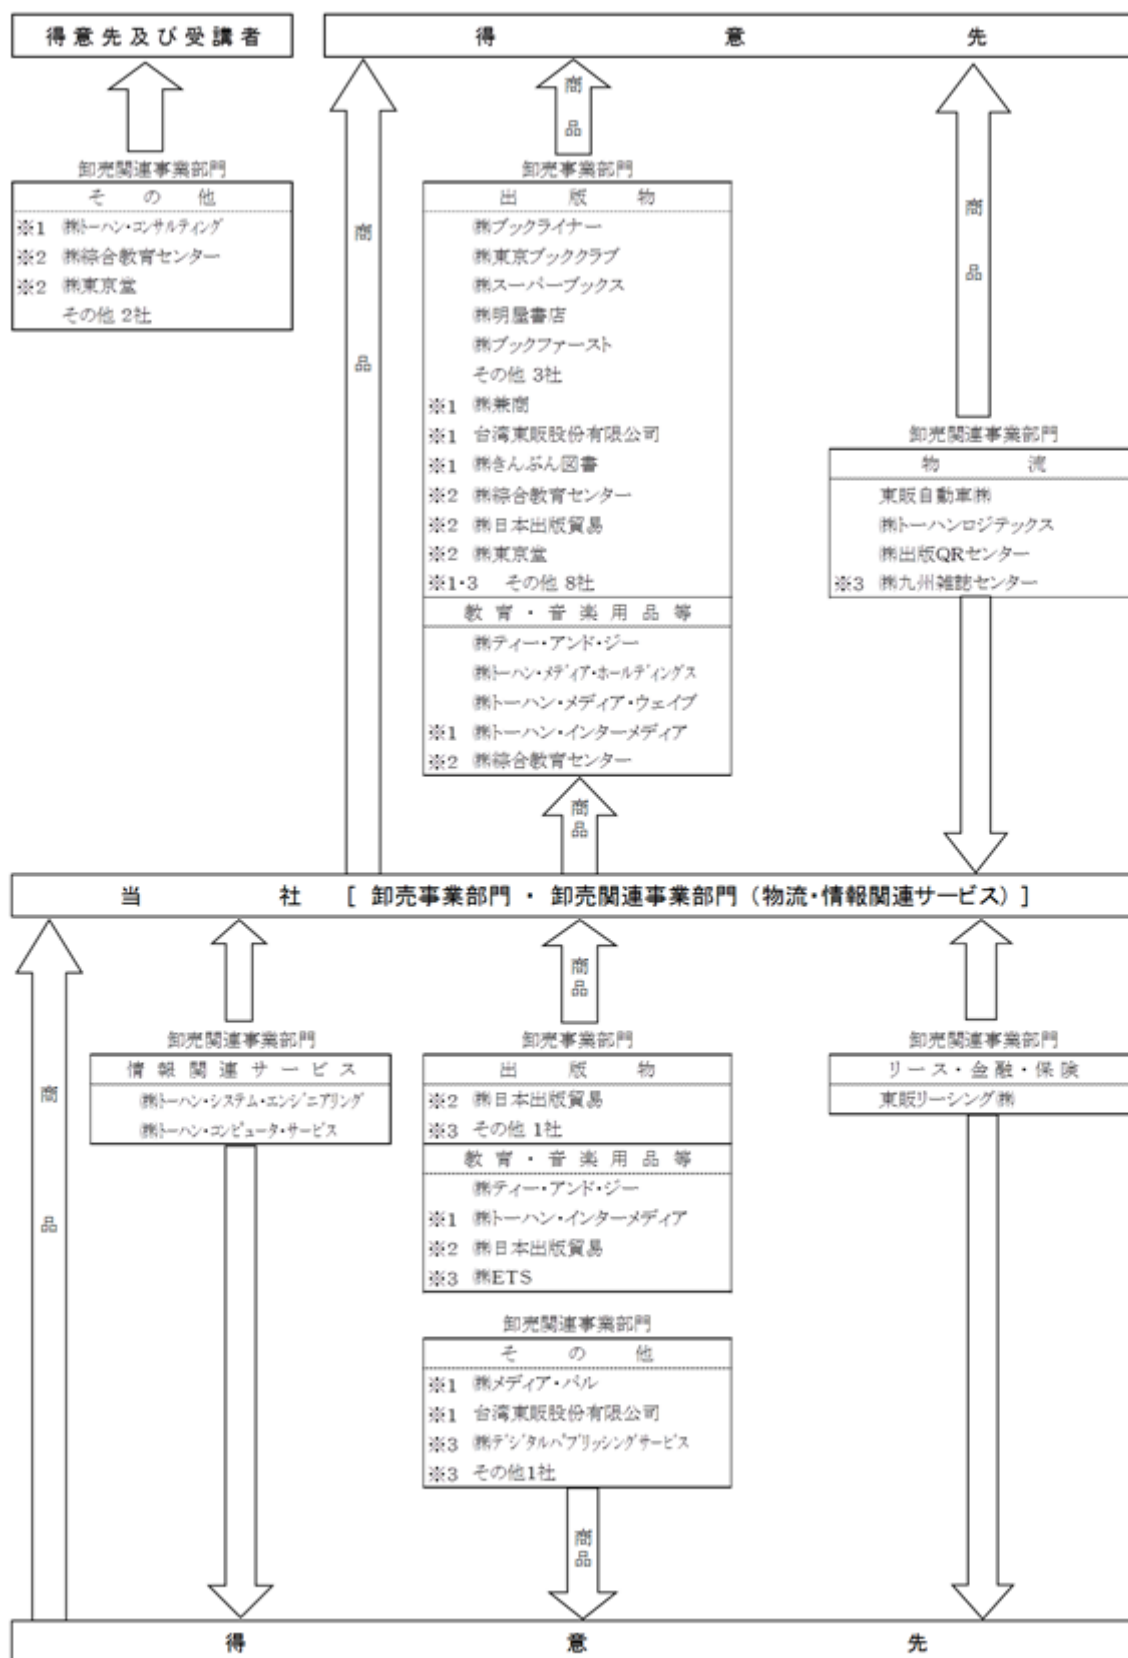 得意先及び受講者
得意先
商品
卸売関連事業部門
その他
※1 ㈱トーハン・コンサルティング
※2 ㈱綜合教育センター
※2 ㈱東京堂
その他 2社
商品
卸売事業部門
出版物
㈱ブックライナー
㈱東京ブッククラブ
㈱スーパーブックス
㈱明屋書店
㈱ブックファースト
その他 3社
※1 ㈱兼商
※1 台湾東販股份有限公司
※1 ㈱きんぶん図書
※2 ㈱綜合教育センター
※2 ㈱日本出版貿易
※2 ㈱東京堂
※1・3 その他 8社
教育・音楽用品等
㈱ティー・アンド・ジー
㈱トーハン・メディア・ホールディングス
㈱トーハン・メディア・ウェイブ
※1 ㈱トーハン・インターメディア
※2 ㈱綜合教育センター
商品
商品
卸売関連事業部門
物流
東販自動車㈱
㈱トーハンロジテックス
㈱出版QRセンター
※3 ㈱九州雑誌センター
当社 [ 卸売事業部門 ・ 卸売関連事業部門（物流・情報関連サービス）]
商品
卸売関連事業部門
情報関連サービス
㈱トーハン・システム・エンジニアリング
㈱トーハン・コンピュータ・サービス
商品
卸売事業部門
出版物
※2 ㈱日本出版貿易
※3 その他 1社
教育・音楽用品等
㈱ティー・アンド・ジー
※1 ㈱トーハン・インターメディア
※2 ㈱日本出版貿易
※3 ㈱ETS
卸売関連事業部門
その他
※1 ㈱メディア・パル
※1 台湾東販股份有限公司
※3 ㈱デジタルパブリッシングサービス
※3 その他1社
商品
卸売関連事業部門
リース・金融・保険
東販リーシング㈱
得意先